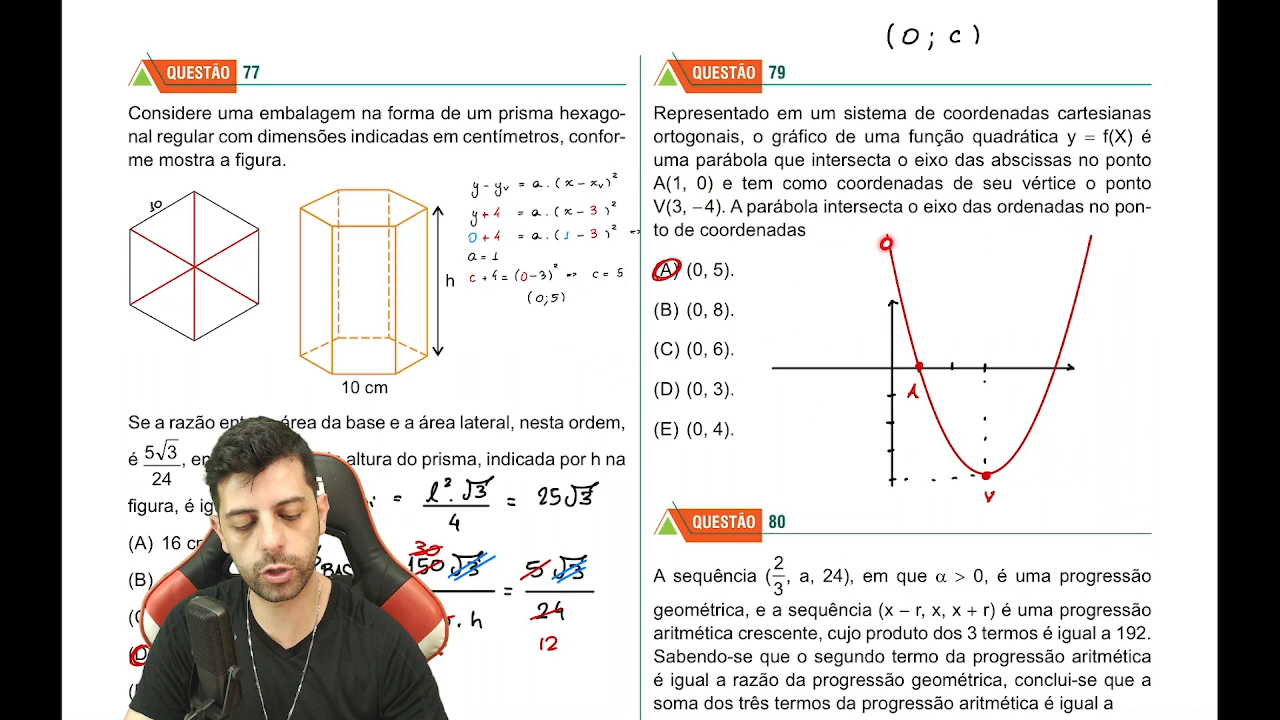 ( 0 ; c )
QUESTÃO 77
Considere uma embalagem na forma de um prisma hexago-
nal regular com dimensões indicadas em centímetros, confor-
me mostra a figura.
10
h
10 cm
y - yᵥ = a . (x - xᵥ)²
y + 4 = a . (x - 3)²
0 + 4 = a . (1 - 3)² ⇒
a = 1
c + 4 = (0 - 3)² ⇒ c = 5
(0;5)
Se a razão en área da base e a área lateral, nesta ordem,
é 5√3/24, en altura do prisma, indicada por h na
figura, é ig
= l² . √3 / 4 = 25√3
(A) 16 c
(B)
30
150√3 / . h = 5√3 / 24
12
QUESTÃO 79
Representado em um sistema de coordenadas cartesianas
ortogonais, o gráfico de uma função quadrática y = f(X) é
uma parábola que intersecta o eixo das abscissas no ponto
A(1, 0) e tem como coordenadas de seu vértice o ponto
V(3, −4). A parábola intersecta o eixo das ordenadas no pon-
to de coordenadas
(A) (0, 5).
(B) (0, 8).
(C) (0, 6).
(D) (0, 3).
(E) (0, 4).
A
V
QUESTÃO 80
A sequência (2/3, a, 24), em que α > 0, é uma progressão
geométrica, e a sequência (x − r, x, x + r) é uma progressão
aritmética crescente, cujo produto dos 3 termos é igual a 192.
Sabendo-se que o segundo termo da progressão aritmética
é igual a razão da progressão geométrica, conclui-se que a
soma dos três termos da progressão aritmética é igual a